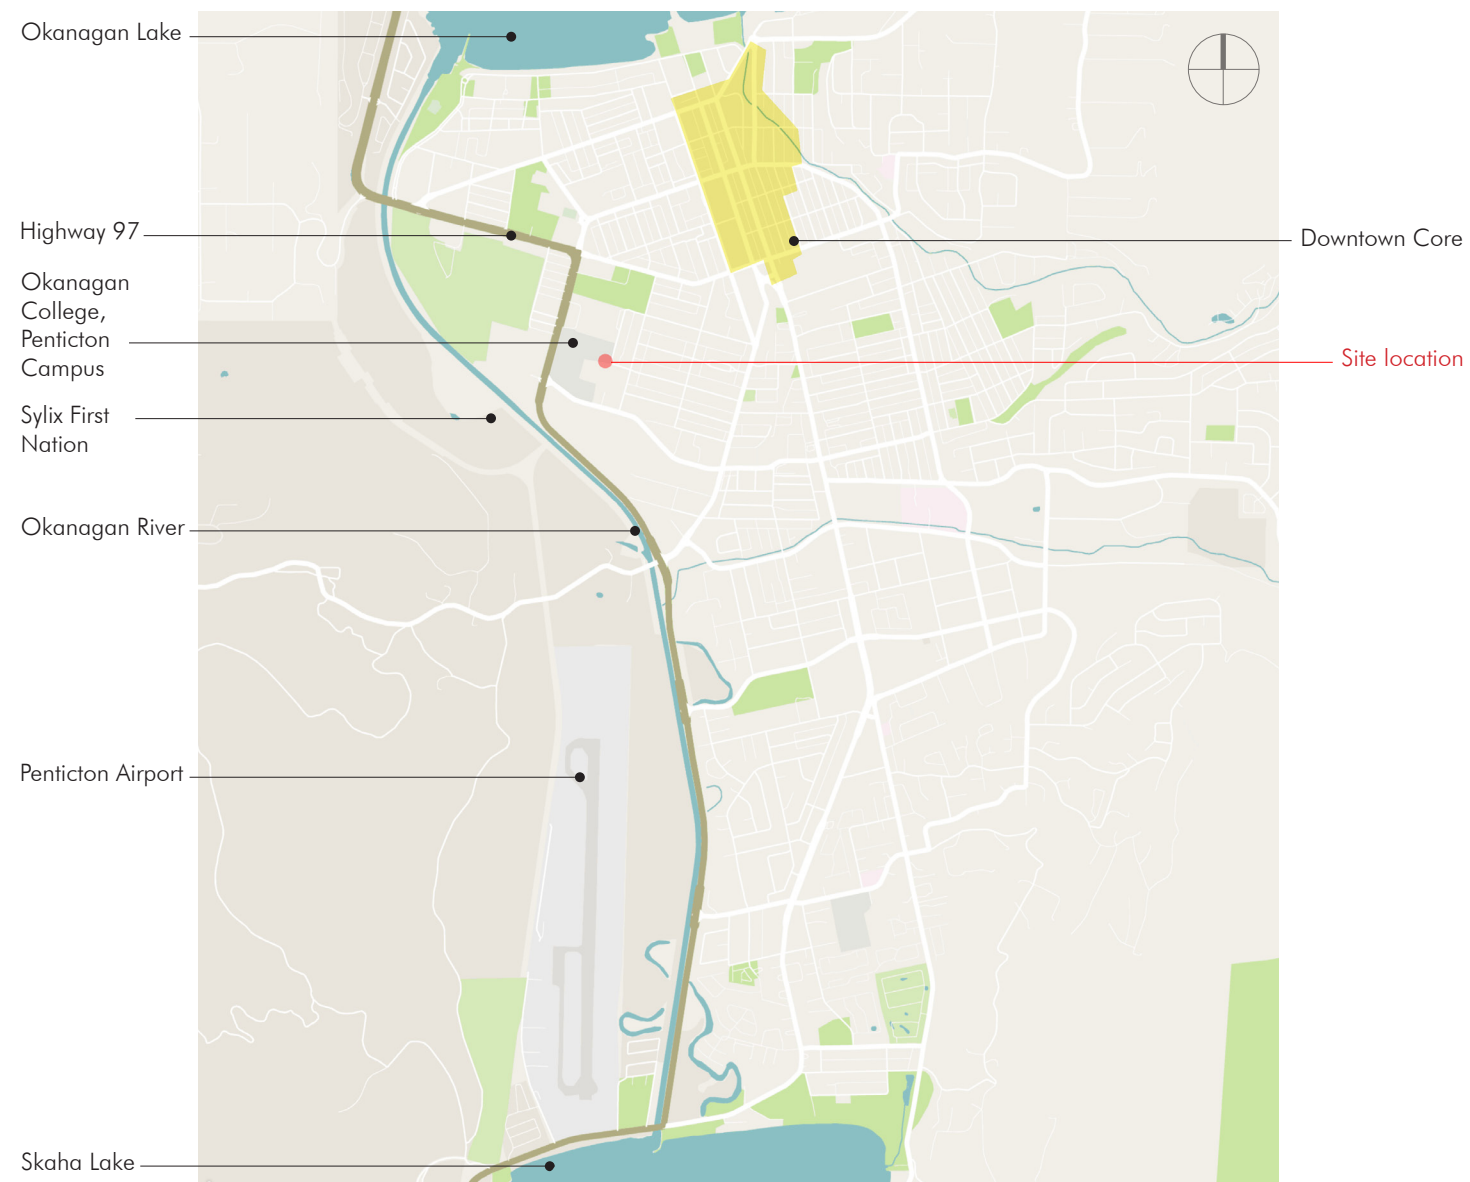 Okanagan Lake
Highway 97
Okanagan
College,
Penticton
Campus
Sylix First
Nation
Okanagan River
Penticton Airport
Skaha Lake
Downtown Core
Site location